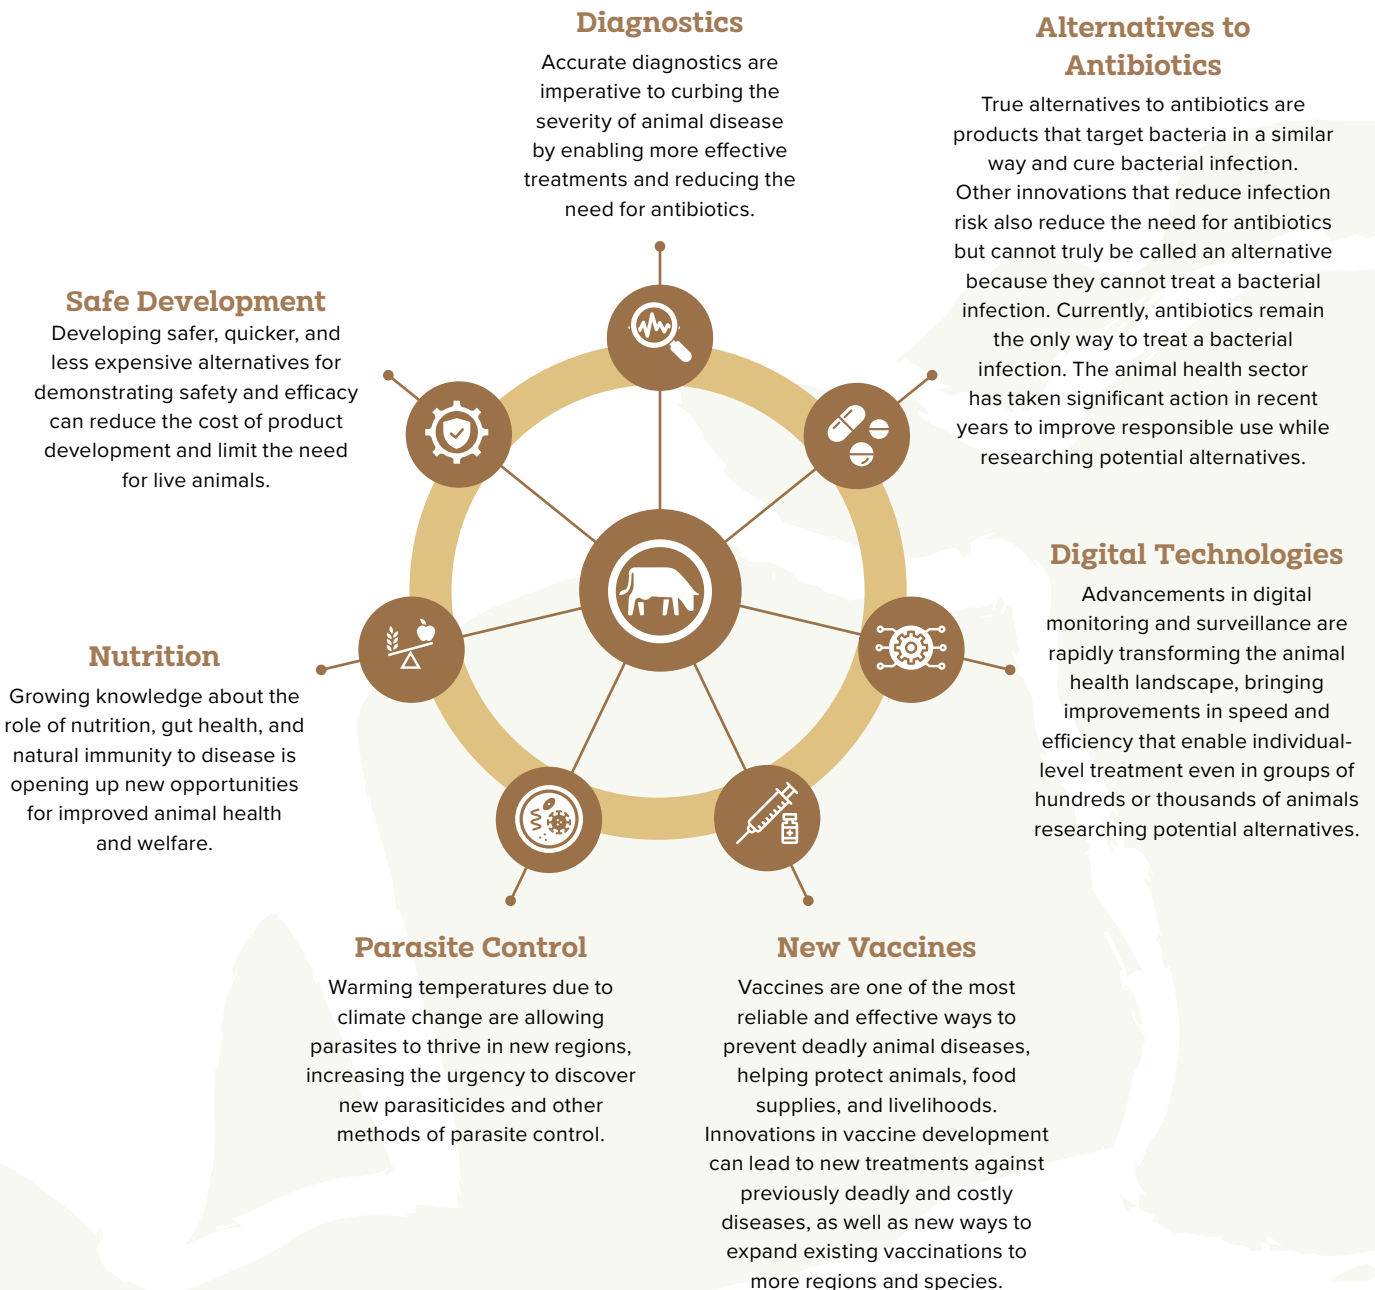 Diagnostics
Accurate diagnostics are
imperative to curbing the
severity of animal disease
by enabling more effective
treatments and reducing the
need for antibiotics.
Alternatives to
Antibiotics
True alternatives to antibiotics are
products that target bacteria in a similar
way and cure bacterial infection.
Other innovations that reduce infection
risk also reduce the need for antibiotics
but cannot truly be called an alternative
because they cannot treat a bacterial
infection. Currently, antibiotics remain
the only way to treat a bacterial
infection. The animal health sector
has taken significant action in recent
years to improve responsible use while
researching potential alternatives.
Digital Technologies
Advancements in digital
monitoring and surveillance are
rapidly transforming the animal
health landscape, bringing
improvements in speed and
efficiency that enable individual-
level treatment even in groups of
hundreds or thousands of animals
researching potential alternatives.
New Vaccines
Vaccines are one of the most
reliable and effective ways to
prevent deadly animal diseases,
helping protect animals, food
supplies, and livelihoods.
Innovations in vaccine development
can lead to new treatments against
previously deadly and costly
diseases, as well as new ways to
expand existing vaccinations to
more regions and species.
Parasite Control
Warming temperatures due to
climate change are allowing
parasites to thrive in new regions,
increasing the urgency to discover
new parasiticides and other
methods of parasite control.
Nutrition
Growing knowledge about the
role of nutrition, gut health, and
natural immunity to disease is
opening up new opportunities
for improved animal health
and welfare.
Safe Development
Developing safer, quicker, and
less expensive alternatives for
demonstrating safety and efficacy
can reduce the cost of product
development and limit the need
for live animals.